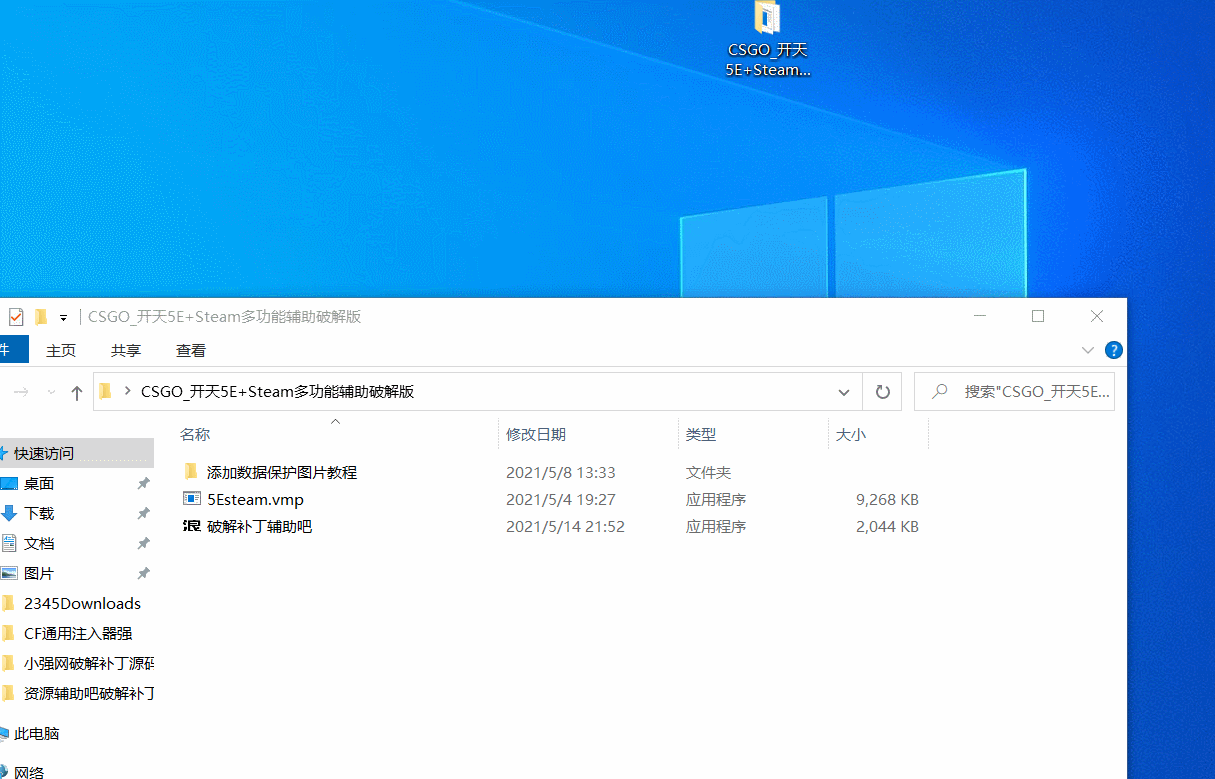 CSGO_开天
5E+Steam...
CSGO_开天5E+Steam多功能辅助破解版
件 主页 共享 查看
CSGO_开天5E+Steam多功能辅助破解版 搜索"CSGO_开天5E...
名称 修改日期 类型 大小
快速访问
桌面
下载
文档
图片
2345Downloads
CF通用注入器强
小强网破解补丁源码
资源辅助吧破解补丁
此电脑
网络
添加数据保护图片教程 2021/5/8 13:33 文件夹
5Esteam.vmp 2021/5/4 19:27 应用程序 9,268 KB
浪 破解补丁辅助吧 2021/5/14 21:52 应用程序 2,044 KB